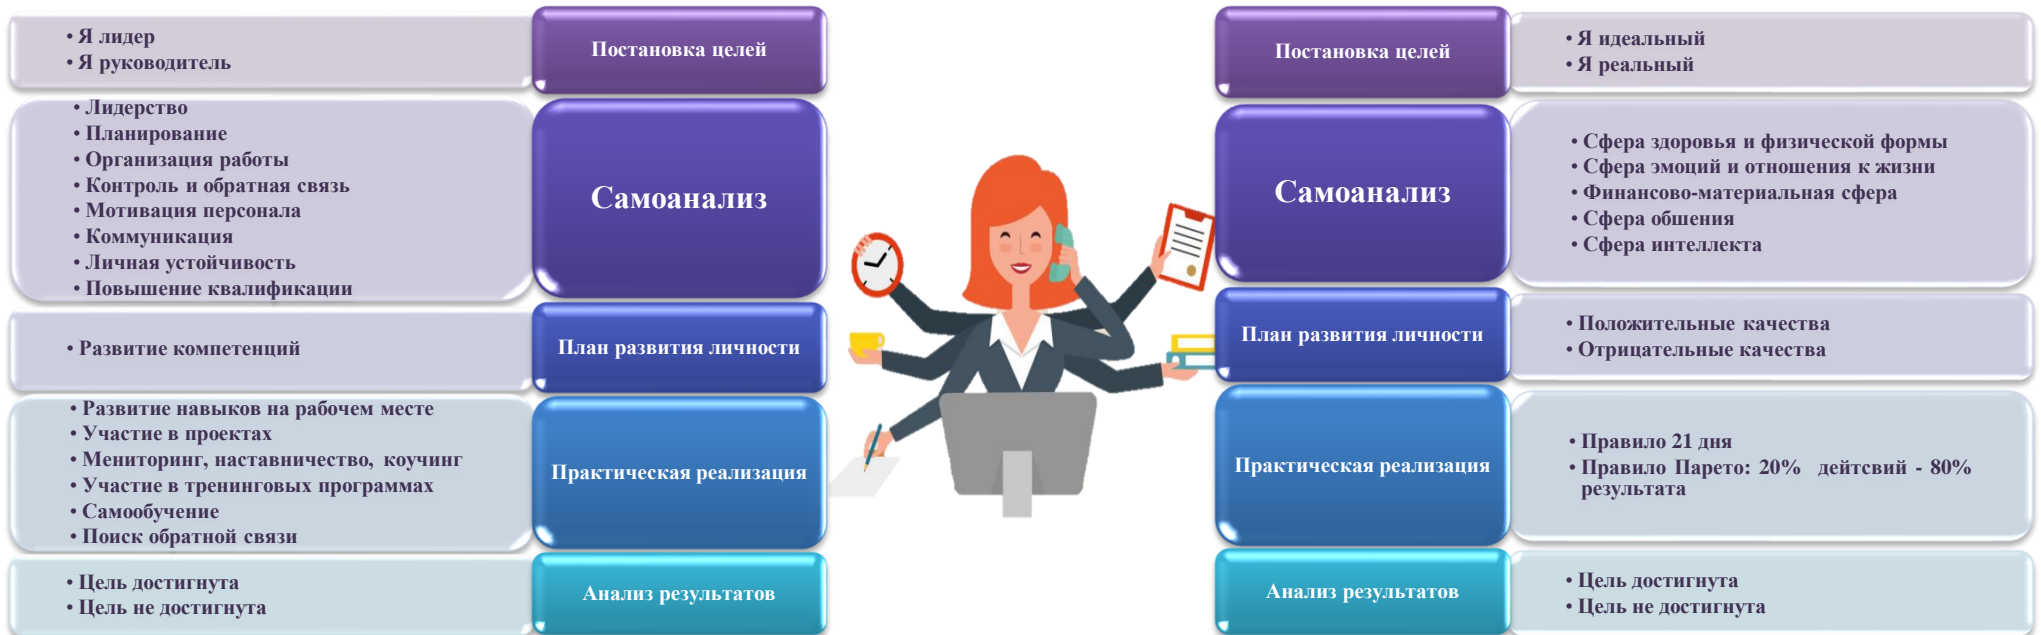 • Я лидер
• Я руководитель
Постановка целей
• Лидерство
• Планирование
• Организация работы
• Контроль и обратная связь
• Мотивация персонала
• Коммуникация
• Личная устойчивость
• Повышение квалификации
Самоанализ
• Развитие компетенций
План развития личности
• Развитие навыков на рабочем месте
• Участие в проектах
• Мениторинг, наставничество, коучинг
• Участие в тренинговых программах
• Самообучение
• Поиск обратной связи
Практическая реализация
• Цель достигнута
• Цель не достигнута
Анализ результатов
Постановка целей
• Я идеальный
• Я реальный
Самоанализ
• Сфера здоровья и физической формы
• Сфера эмоций и отношения к жизни
• Финансово-материальная сфера
• Сфера обшения
• Сфера интеллекта
План развития личности
• Положительные качества
• Отрицательные качества
Практическая реализация
• Правило 21 дня
• Правило Парето: 20% дейтсвий - 80%
результата
Анализ результатов
• Цель достигнута
• Цель не достигнута